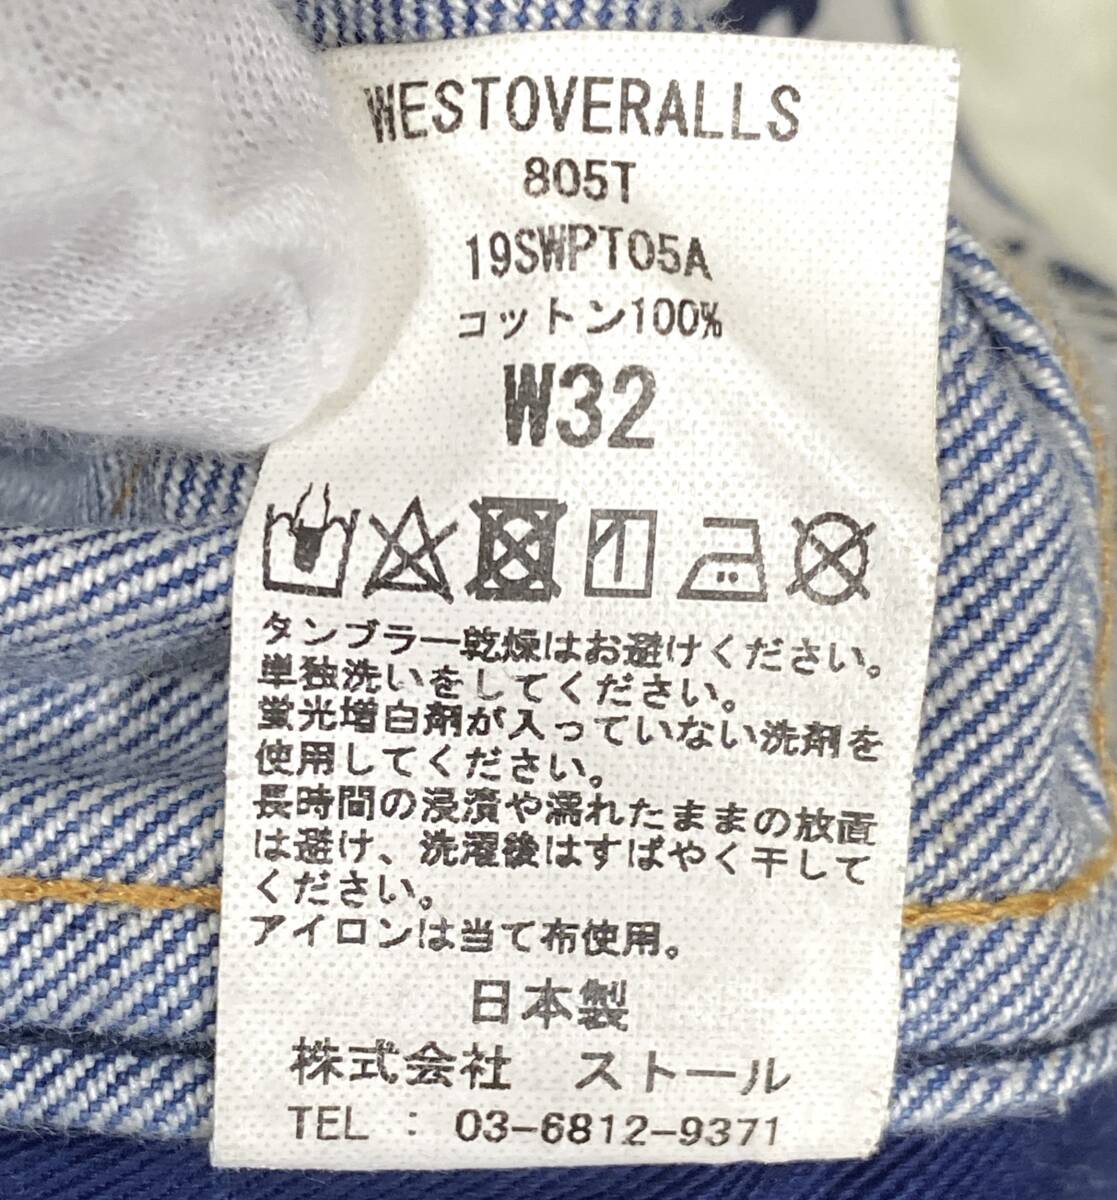 WESTOVERALLS
805T
19SWPT05A
コットン100%
W32
タンブラー乾燥はお避けください。
単独洗いをしてください。
蛍光増白剤が入っていない洗剤を
使用してください。
長時間の浸漬や濡れたままの放置
は避け、洗濯後はすばやく干して
ください。
アイロンは当て布使用。
日本製
株式会社 ストール
TEL : 03-6812-9371